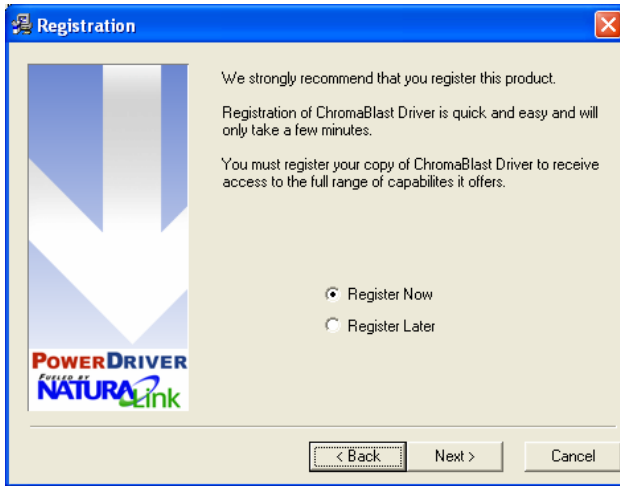 Registration
We strongly recommend that you register this product.
Registration of ChromaBlast Driver is quick and easy and will
only take a few minutes.
You must register your copy of ChromaBlast Driver to receive
access to the full range of capabilites it offers.
Register Now
Register Later
POWERDRIVER
FUELED BY
NATURALink
< Back
Next >
Cancel